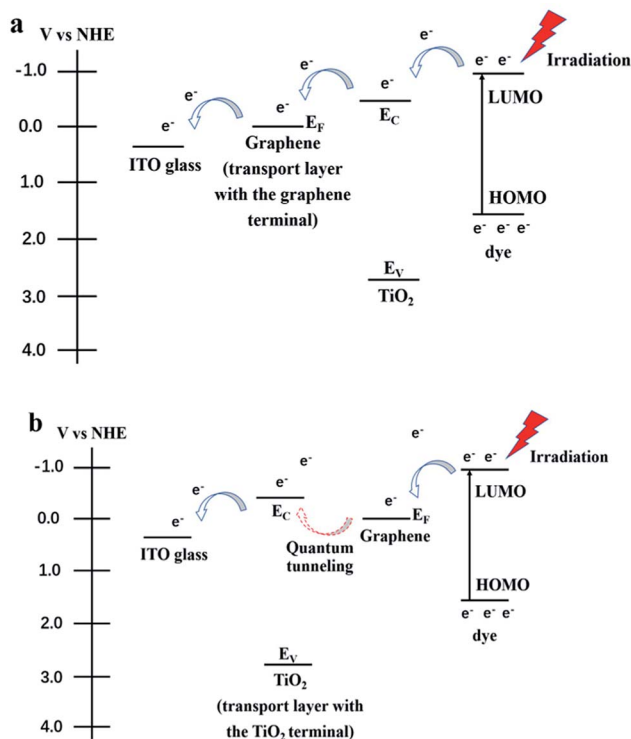 a
V vs NHE
-1.0
0.0
1.0
2.0
3.0
4.0
e⁻
ITO glass
e⁻
e⁻ E_F
Graphene
(transport layer
with the graphene
terminal)
e⁻
e⁻
E_C
e⁻
e⁻ e⁻
Irradiation
LUMO
HOMO
e⁻ e⁻ e⁻
dye
E_V
TiO₂
b
V vs NHE
-1.0
0.0
1.0
2.0
3.0
4.0
e⁻
ITO glass
e⁻
e⁻
E_C
e⁻
Quantum
tunneling
e⁻ E_F
Graphene
e⁻
e⁻ e⁻
Irradiation
LUMO
HOMO
e⁻ e⁻ e⁻
dye
E_V
TiO₂
(transport layer with
the TiO₂ terminal)